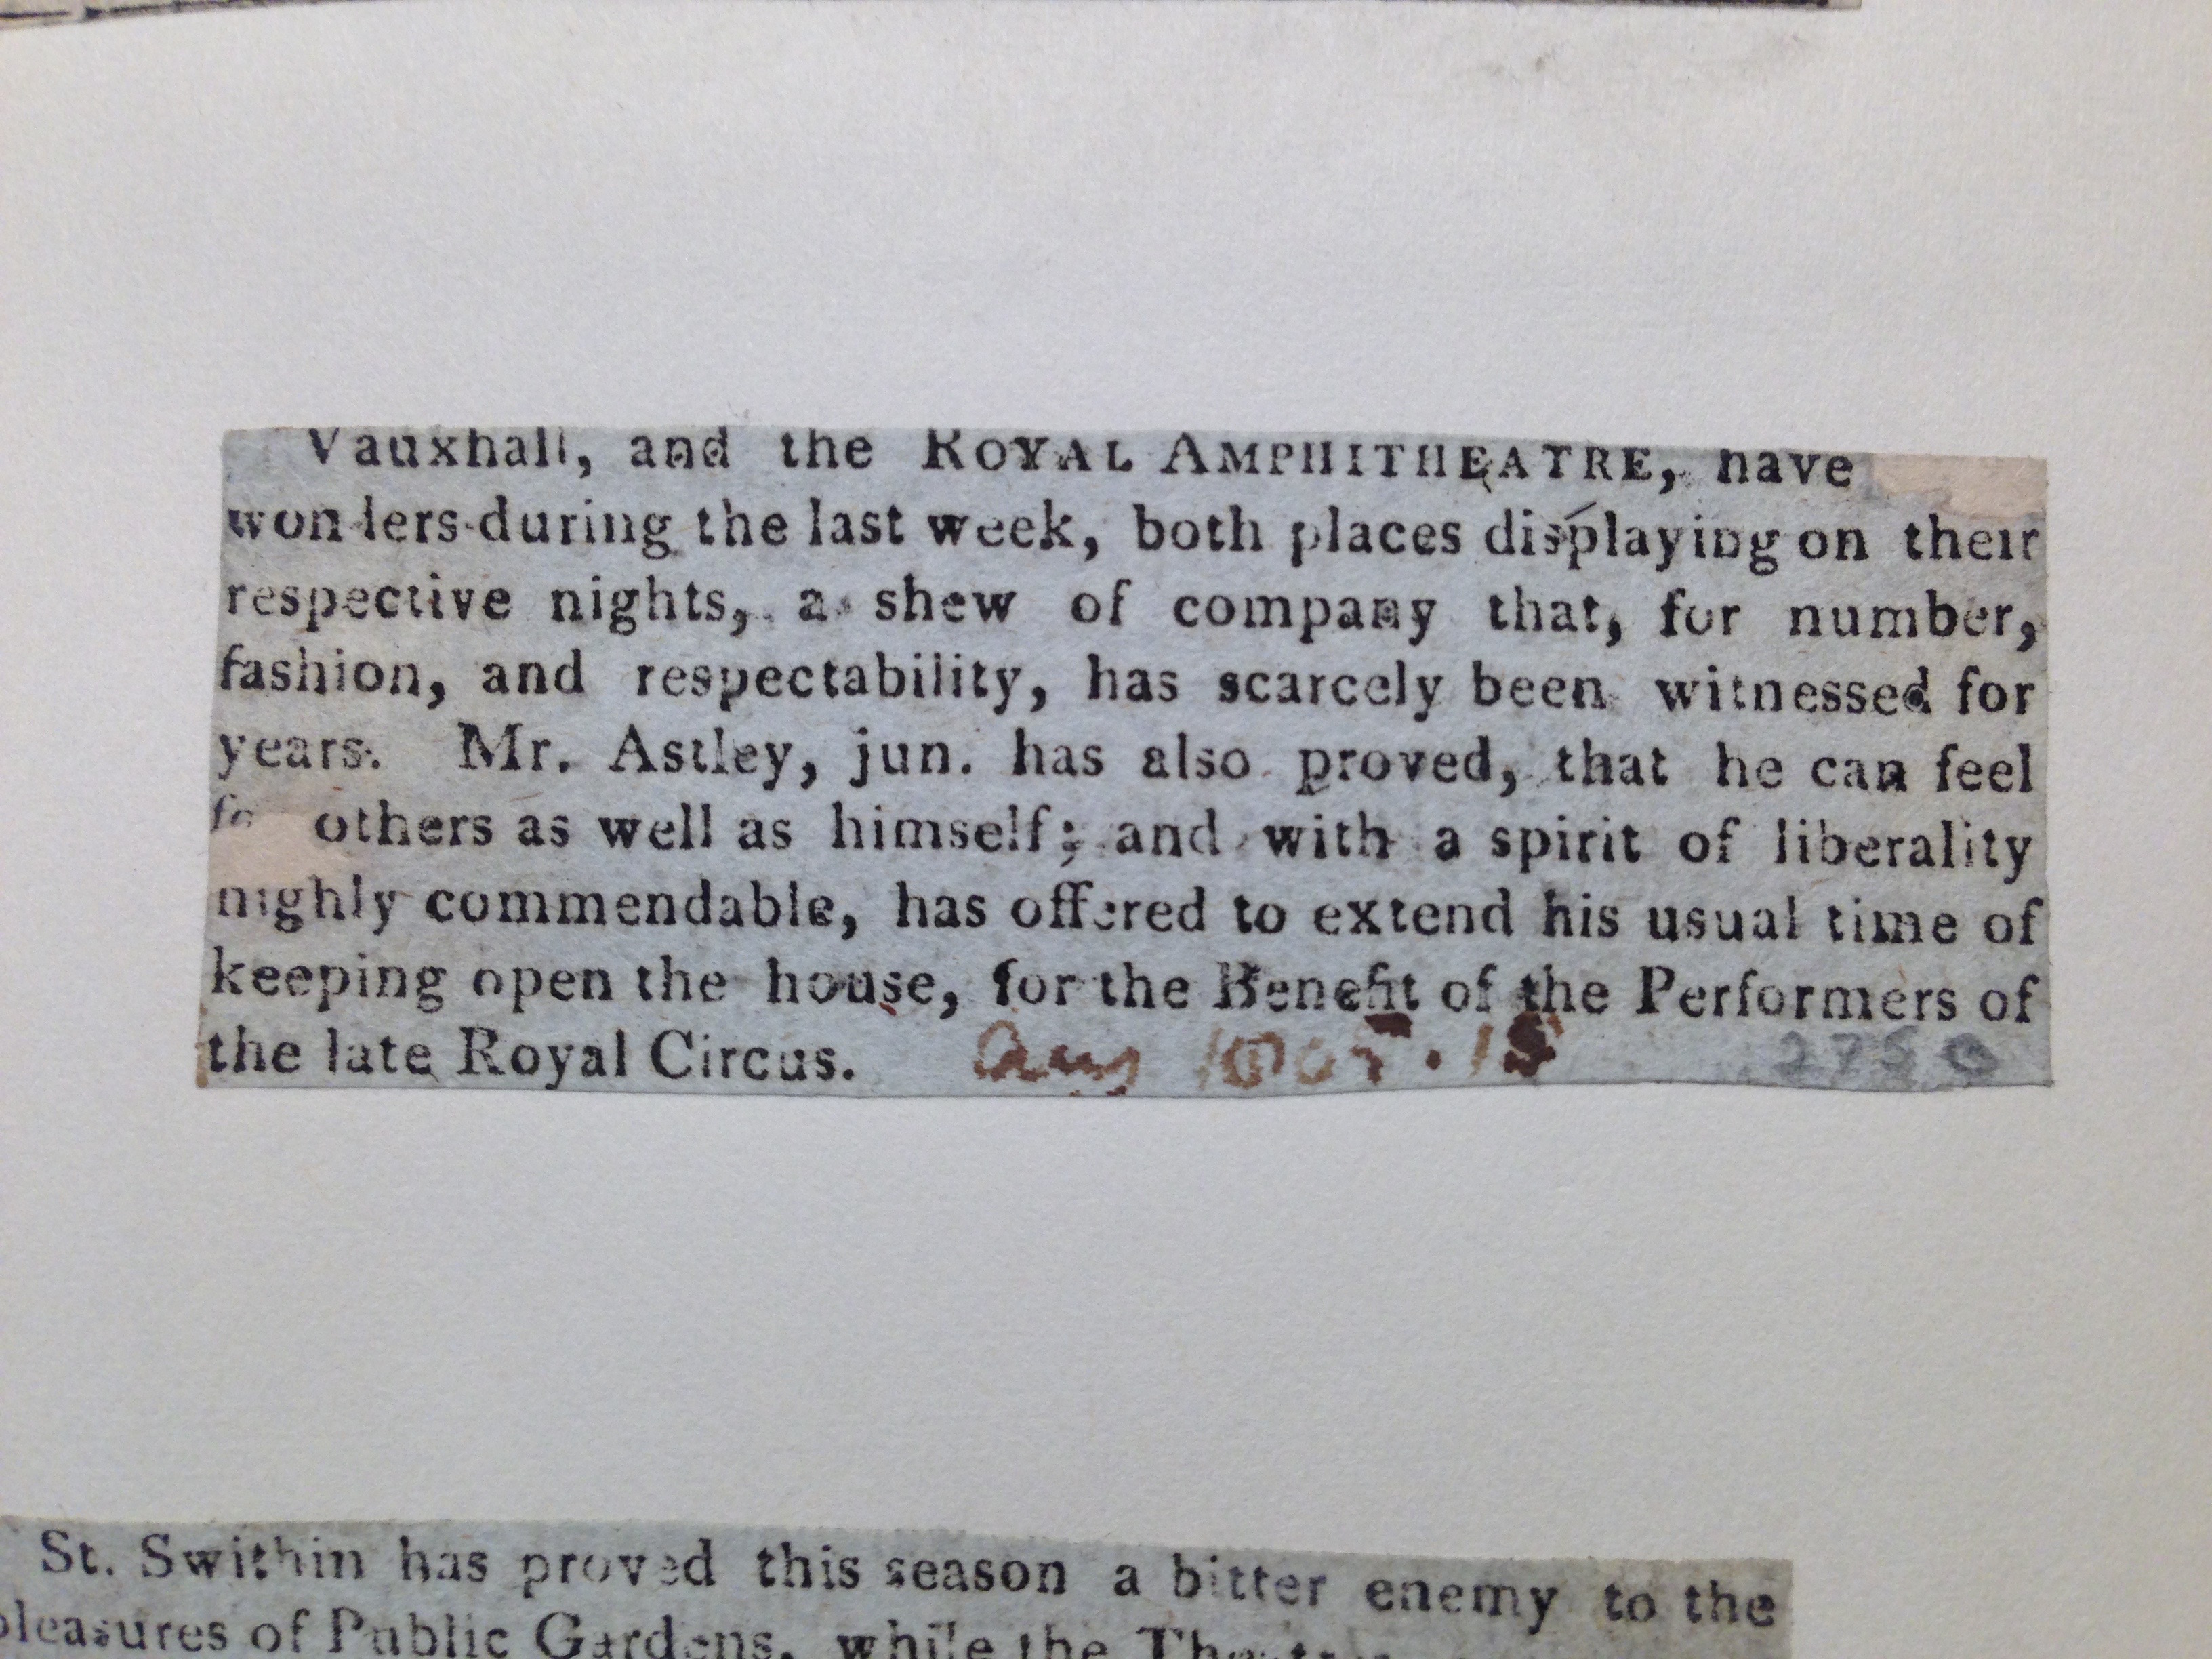 Vauxhall, and the ROYAL AMPHITHEATRE, have
wonders during the last week, both places displaying on their
respective nights, a shew of company that, for number,
fashion, and respectability, has scarcely been witnessed for
years. Mr. Astley, jun. has also proved, that he can feel
others as well as himself; and with a spirit of liberality
highly commendable, has offered to extend his usual time of
keeping open the house, for the Benefit of the Performers of
the late Royal Circus. Aug 1805. 15
St. Swithin has proved this season a bitter enemy to the
pleasures of Public Gardens, while the